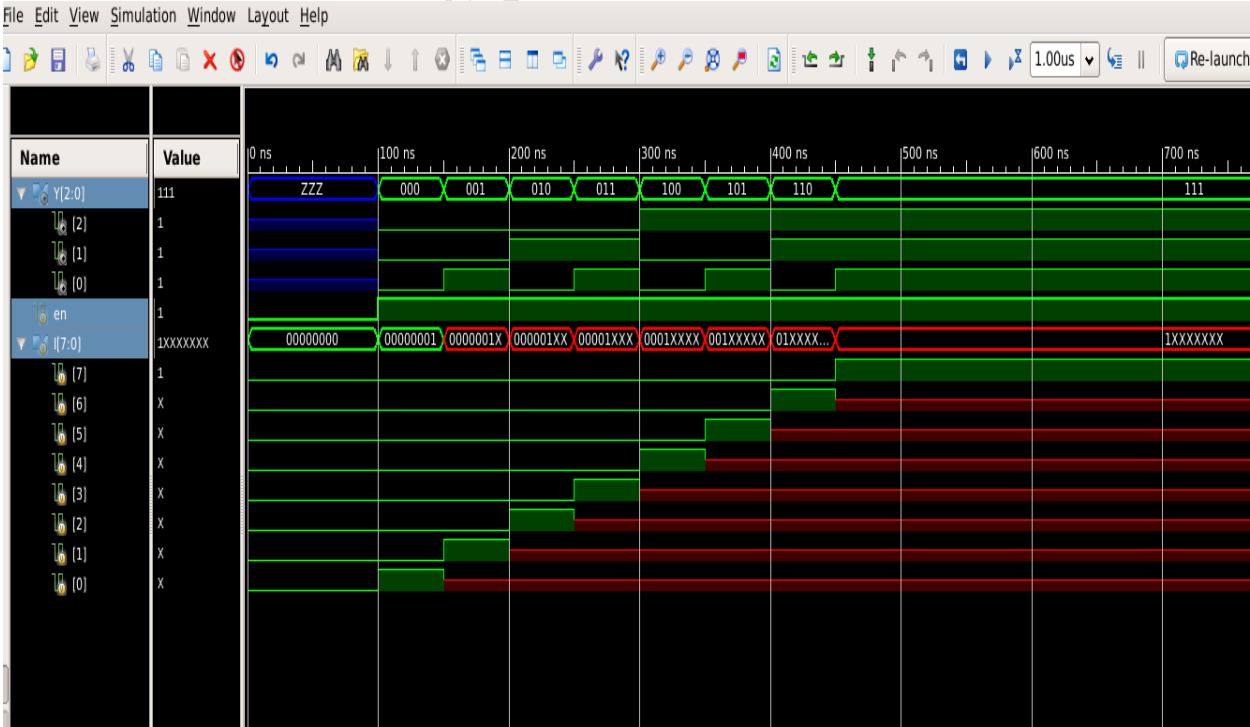 File Edit View Simulation Window Layout Help
1.00us Re-launch
Name Value 0 ns 100 ns 200 ns 300 ns 400 ns 500 ns 600 ns 700 ns
Y[2:0] 111 ZZZ 000 001 010 011 100 101 110 111
[2] 1
[1] 1
[0] 1
en 1
I[7:0] 1XXXXXXX 00000000 00000001 0000001X 000001XX 00001XXX 0001XXXX 001XXXXX 01XXXX... 1XXXXXXX
[7] 1
[6] X
[5] X
[4] X
[3] X
[2] X
[1] X
[0] X